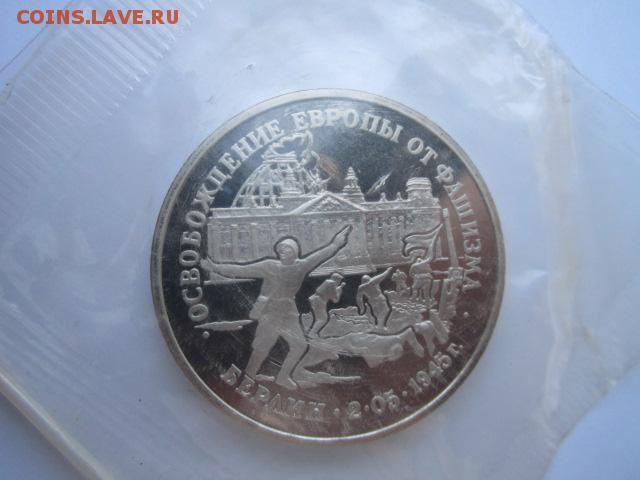 COINS.LAVE.RU
· ОСВОБОЖДЕНИЕ ЕВРОПЫ ОТ ФАШИЗМА ·
БЕРЛИН · 2·05·1945 г.